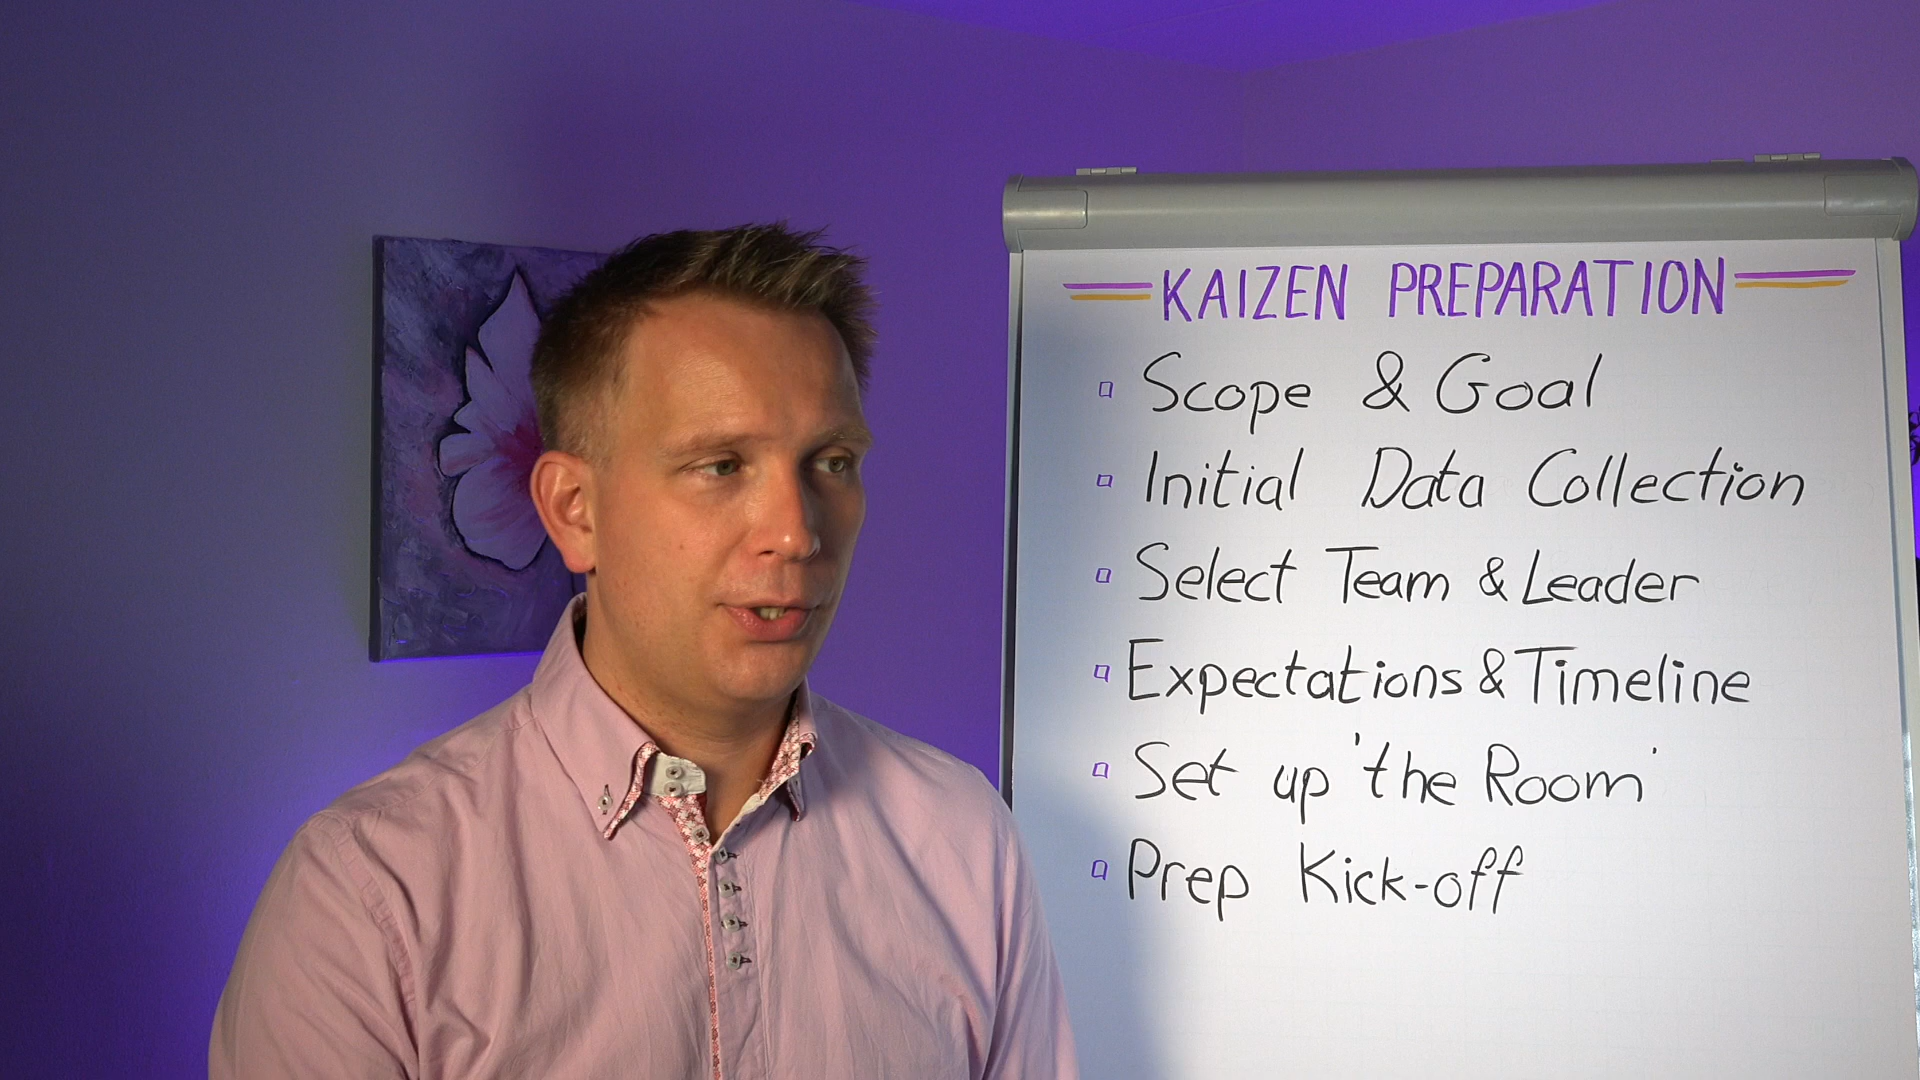 KAIZEN PREPARATION
Scope & Goal
Initial Data Collection
Select Team & Leader
Expectations & Timeline
Set up 'the Room'
Prep Kick-off